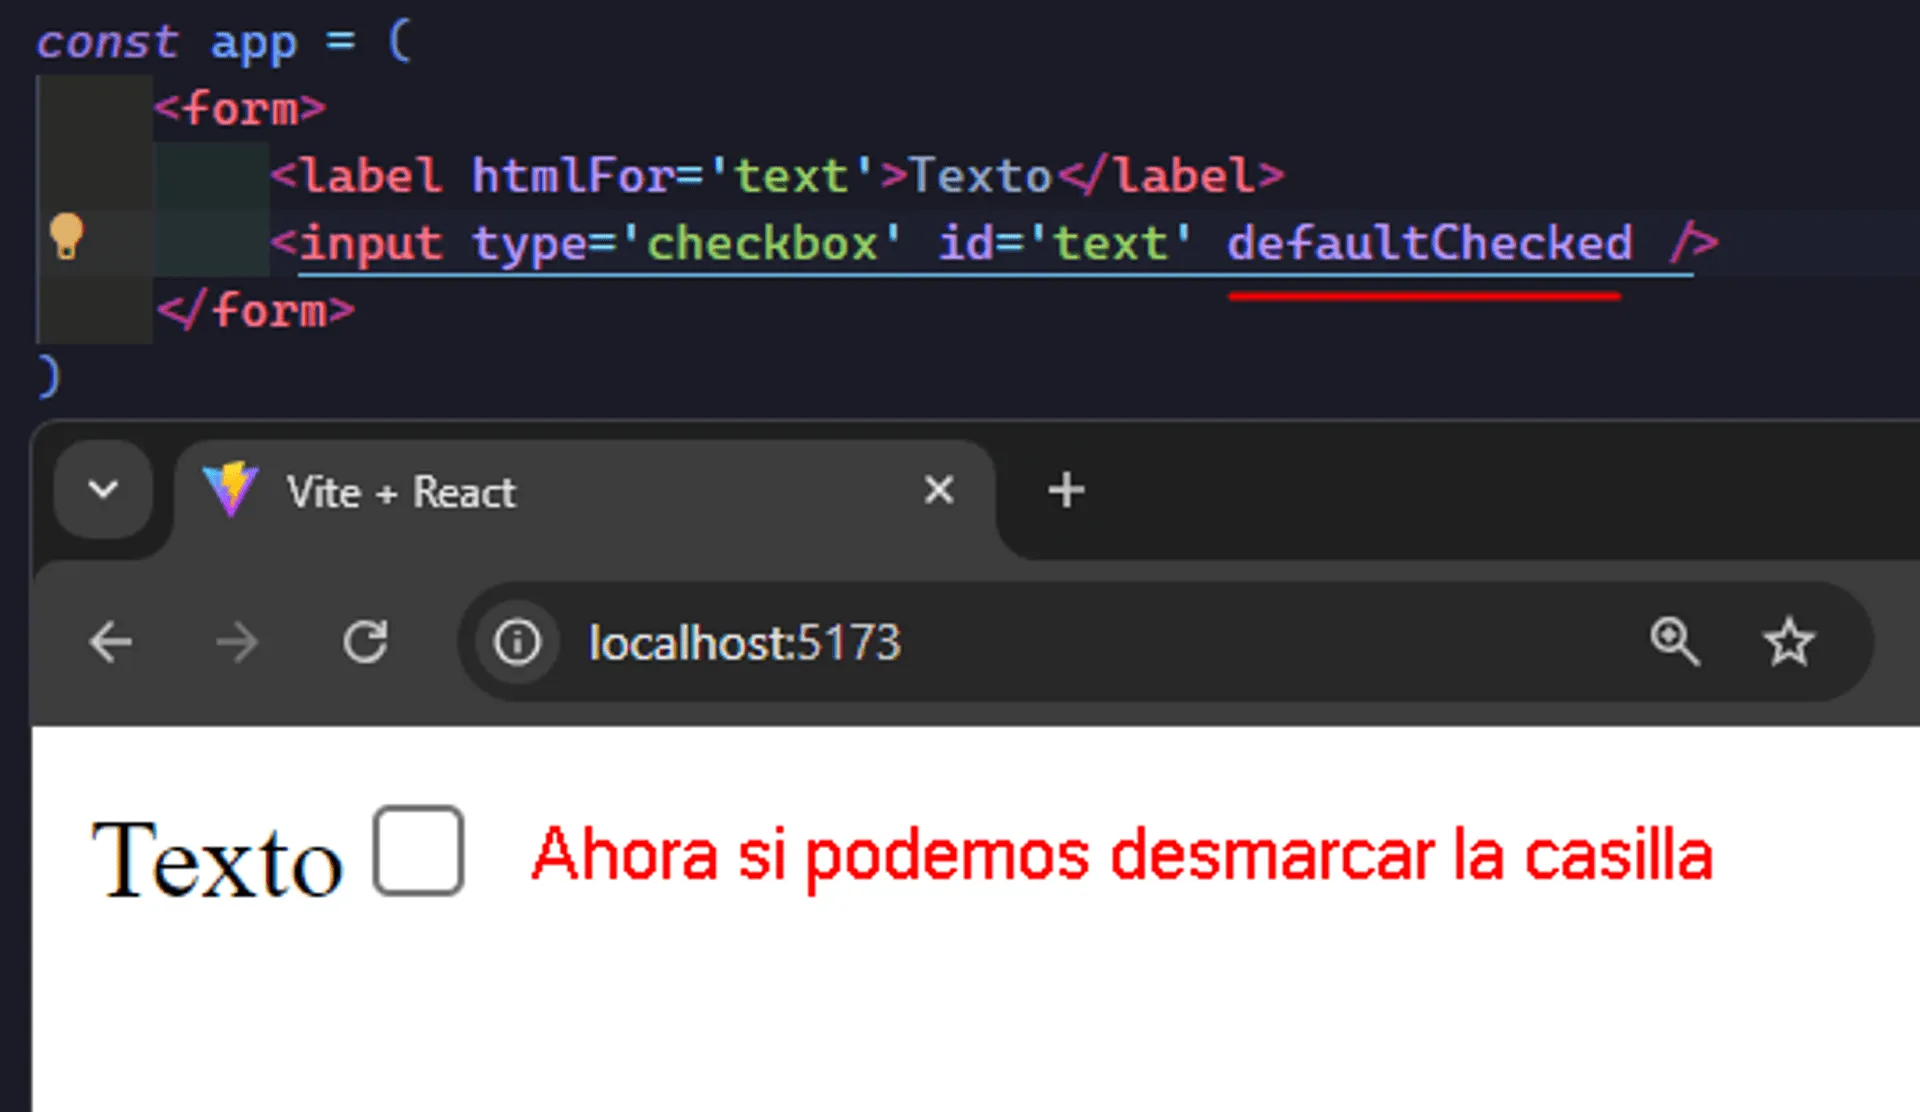 const app = (
<form>
<label htmlFor='text'>Texto</label>
<input type='checkbox' id='text' defaultChecked />
</form>
)
Vite + React
localhost:5173
Texto Ahora si podemos desmarcar la casilla